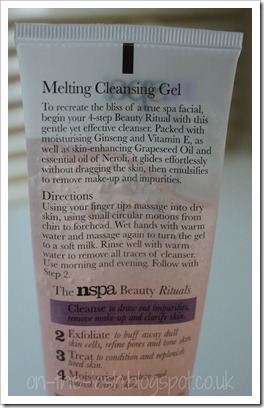 Melting Cleansing Gel
To recreate the bliss of a true spa facial,
begin your 4-step Beauty Ritual with this
gentle yet effective cleanser. Packed with
moisturising Ginseng and Vitamin E, as
well as skin-enhancing Grapeseed Oil and
essential oil of Neroli, it glides effortlessly
without dragging the skin, then emulsifies
to remove make-up and impurities.
Directions
Using your finger tips massage into dry
skin, using small circular motions from
chin to forehead. Wet hands with warm
water and massage again to turn the gel
to a soft milk. Rinse well with warm
water to remove all traces of cleanser.
Use morning and evening. Follow with
Step 2.
The nspa Beauty Rituals
Cleanse to draw out impurities,
remove make-up and clarify skin.
2 Exfoliate to buff away dull
skin cells, refine pores and tone skin.
3 Treat to condition and replenish
tired skin.
4 Moisturise